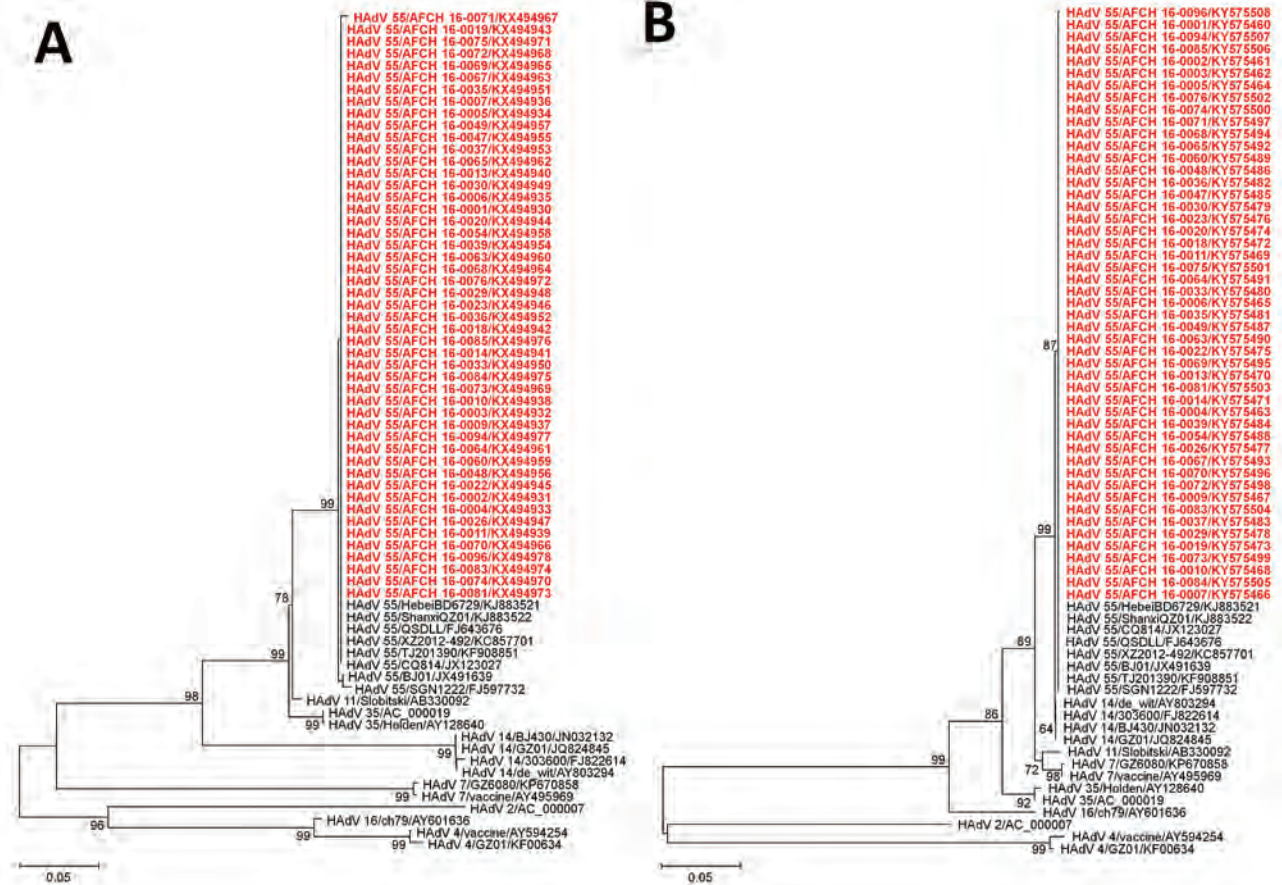 A
HAdV 55/AFCH 16-0071/KX494967
HAdV 55/AFCH 16-0019/KX494943
HAdV 55/AFCH 16-0075/KX494971
HAdV 55/AFCH 16-0072/KX494968
HAdV 55/AFCH 16-0069/KX494965
HAdV 55/AFCH 16-0067/KX494963
HAdV 55/AFCH 16-0035/KX494951
HAdV 55/AFCH 16-0007/KX494936
HAdV 55/AFCH 16-0005/KX494934
HAdV 55/AFCH 16-0049/KX494957
HAdV 55/AFCH 16-0047/KX494955
HAdV 55/AFCH 16-0037/KX494953
HAdV 55/AFCH 16-0065/KX494962
HAdV 55/AFCH 16-0013/KX494940
HAdV 55/AFCH 16-0030/KX494949
HAdV 55/AFCH 16-0006/KX494935
HAdV 55/AFCH 16-0001/KX494930
HAdV 55/AFCH 16-0020/KX494944
HAdV 55/AFCH 16-0054/KX494958
HAdV 55/AFCH 16-0039/KX494954
HAdV 55/AFCH 16-0063/KX494960
HAdV 55/AFCH 16-0068/KX494964
HAdV 55/AFCH 16-0076/KX494972
HAdV 55/AFCH 16-0029/KX494948
HAdV 55/AFCH 16-0023/KX494946
HAdV 55/AFCH 16-0036/KX494952
HAdV 55/AFCH 16-0018/KX494942
HAdV 55/AFCH 16-0085/KX494976
HAdV 55/AFCH 16-0014/KX494941
HAdV 55/AFCH 16-0033/KX494950
HAdV 55/AFCH 16-0084/KX494975
HAdV 55/AFCH 16-0073/KX494969
HAdV 55/AFCH 16-0010/KX494938
HAdV 55/AFCH 16-0003/KX494932
HAdV 55/AFCH 16-0009/KX494937
HAdV 55/AFCH 16-0094/KX494977
HAdV 55/AFCH 16-0064/KX494961
HAdV 55/AFCH 16-0060/KX494959
HAdV 55/AFCH 16-0048/KX494956
HAdV 55/AFCH 16-0022/KX494945
HAdV 55/AFCH 16-0002/KX494931
HAdV 55/AFCH 16-0004/KX494933
HAdV 55/AFCH 16-0026/KX494947
HAdV 55/AFCH 16-0011/KX494939
HAdV 55/AFCH 16-0070/KX494966
HAdV 55/AFCH 16-0096/KX494978
HAdV 55/AFCH 16-0083/KX494974
HAdV 55/AFCH 16-0074/KX494970
HAdV 55/AFCH 16-0081/KX494973
HAdV 55/HebeiBD6729/KJ883521
HAdV 55/ShanxiQZ01/KJ883522
HAdV 55/QSDLL/FJ643676
HAdV 55/XZ2012-492/KC857701
HAdV 55/TJ201390/KF908851
HAdV 55/CQ814/JX123027
HAdV 55/BJ01/JX491639
HAdV 55/SGN1222/FJ597732
HAdV 11/Slobitski/AB330092
HAdV 35/AC_000019
HAdV 35/Holden/AY128640
HAdV 14/BJ430/JN032132
HAdV 14/GZ01/JQ824845
HAdV 14/303600/FJ822614
HAdV 14/de_wit/AY803294
HAdV 7/GZ6080/KP670858
HAdV 7/vaccine/AY495969
HAdV 2/AC_000007
HAdV 16/ch79/AY601636
HAdV 4/vaccine/AY594254
HAdV 4/GZ01/KF00634
99
78
99
98
99
99
99
96
99
99
0.05
B
HAdV 55/AFCH 16-0096/KY575508
HAdV 55/AFCH 16-0001/KY575460
HAdV 55/AFCH 16-0094/KY575507
HAdV 55/AFCH 16-0085/KY575506
HAdV 55/AFCH 16-0002/KY575461
HAdV 55/AFCH 16-0003/KY575462
HAdV 55/AFCH 16-0005/KY575464
HAdV 55/AFCH 16-0076/KY575502
HAdV 55/AFCH 16-0074/KY575500
HAdV 55/AFCH 16-0071/KY575497
HAdV 55/AFCH 16-0068/KY575494
HAdV 55/AFCH 16-0065/KY575492
HAdV 55/AFCH 16-0060/KY575489
HAdV 55/AFCH 16-0048/KY575486
HAdV 55/AFCH 16-0036/KY575482
HAdV 55/AFCH 16-0047/KY575485
HAdV 55/AFCH 16-0030/KY575479
HAdV 55/AFCH 16-0023/KY575476
HAdV 55/AFCH 16-0020/KY575474
HAdV 55/AFCH 16-0018/KY575472
HAdV 55/AFCH 16-0011/KY575469
HAdV 55/AFCH 16-0075/KY575501
HAdV 55/AFCH 16-0064/KY575491
HAdV 55/AFCH 16-0033/KY575480
HAdV 55/AFCH 16-0006/KY575465
HAdV 55/AFCH 16-0035/KY575481
HAdV 55/AFCH 16-0049/KY575487
HAdV 55/AFCH 16-0063/KY575490
HAdV 55/AFCH 16-0022/KY575475
HAdV 55/AFCH 16-0069/KY575495
HAdV 55/AFCH 16-0013/KY575470
HAdV 55/AFCH 16-0081/KY575503
HAdV 55/AFCH 16-0014/KY575471
HAdV 55/AFCH 16-0004/KY575463
HAdV 55/AFCH 16-0039/KY575484
HAdV 55/AFCH 16-0054/KY575488
HAdV 55/AFCH 16-0026/KY575477
HAdV 55/AFCH 16-0067/KY575493
HAdV 55/AFCH 16-0070/KY575496
HAdV 55/AFCH 16-0072/KY575498
HAdV 55/AFCH 16-0009/KY575467
HAdV 55/AFCH 16-0083/KY575504
HAdV 55/AFCH 16-0037/KY575483
HAdV 55/AFCH 16-0029/KY575478
HAdV 55/AFCH 16-0019/KY575473
HAdV 55/AFCH 16-0073/KY575499
HAdV 55/AFCH 16-0010/KY575468
HAdV 55/AFCH 16-0084/KY575505
HAdV 55/AFCH 16-0007/KY575466
HAdV 55/HebeiBD6729/KJ883521
HAdV 55/ShanxiQZ01/KJ883522
HAdV 55/CQ814/JX123027
HAdV 55/QSDLL/FJ643676
HAdV 55/XZ2012-492/KC857701
HAdV 55/BJ01/JX491639
HAdV 55/TJ201390/KF908851
HAdV 55/SGN1222/FJ597732
HAdV 14/de_wit/AY803294
HAdV 14/303600/FJ822614
HAdV 14/BJ430/JN032132
HAdV 14/GZ01/JQ824845
HAdV 11/Slobitski/AB330092
HAdV 7/GZ6080/KP670858
HAdV 7/vaccine/AY495969
HAdV 35/Holden/AY128640
HAdV 35/AC_000019
HAdV 16/ch79/AY601636
HAdV 2/AC_000007
HAdV 4/vaccine/AY594254
HAdV 4/GZ01/KF00634
87
99
89
86
64
99
72
98
92
99
0.05